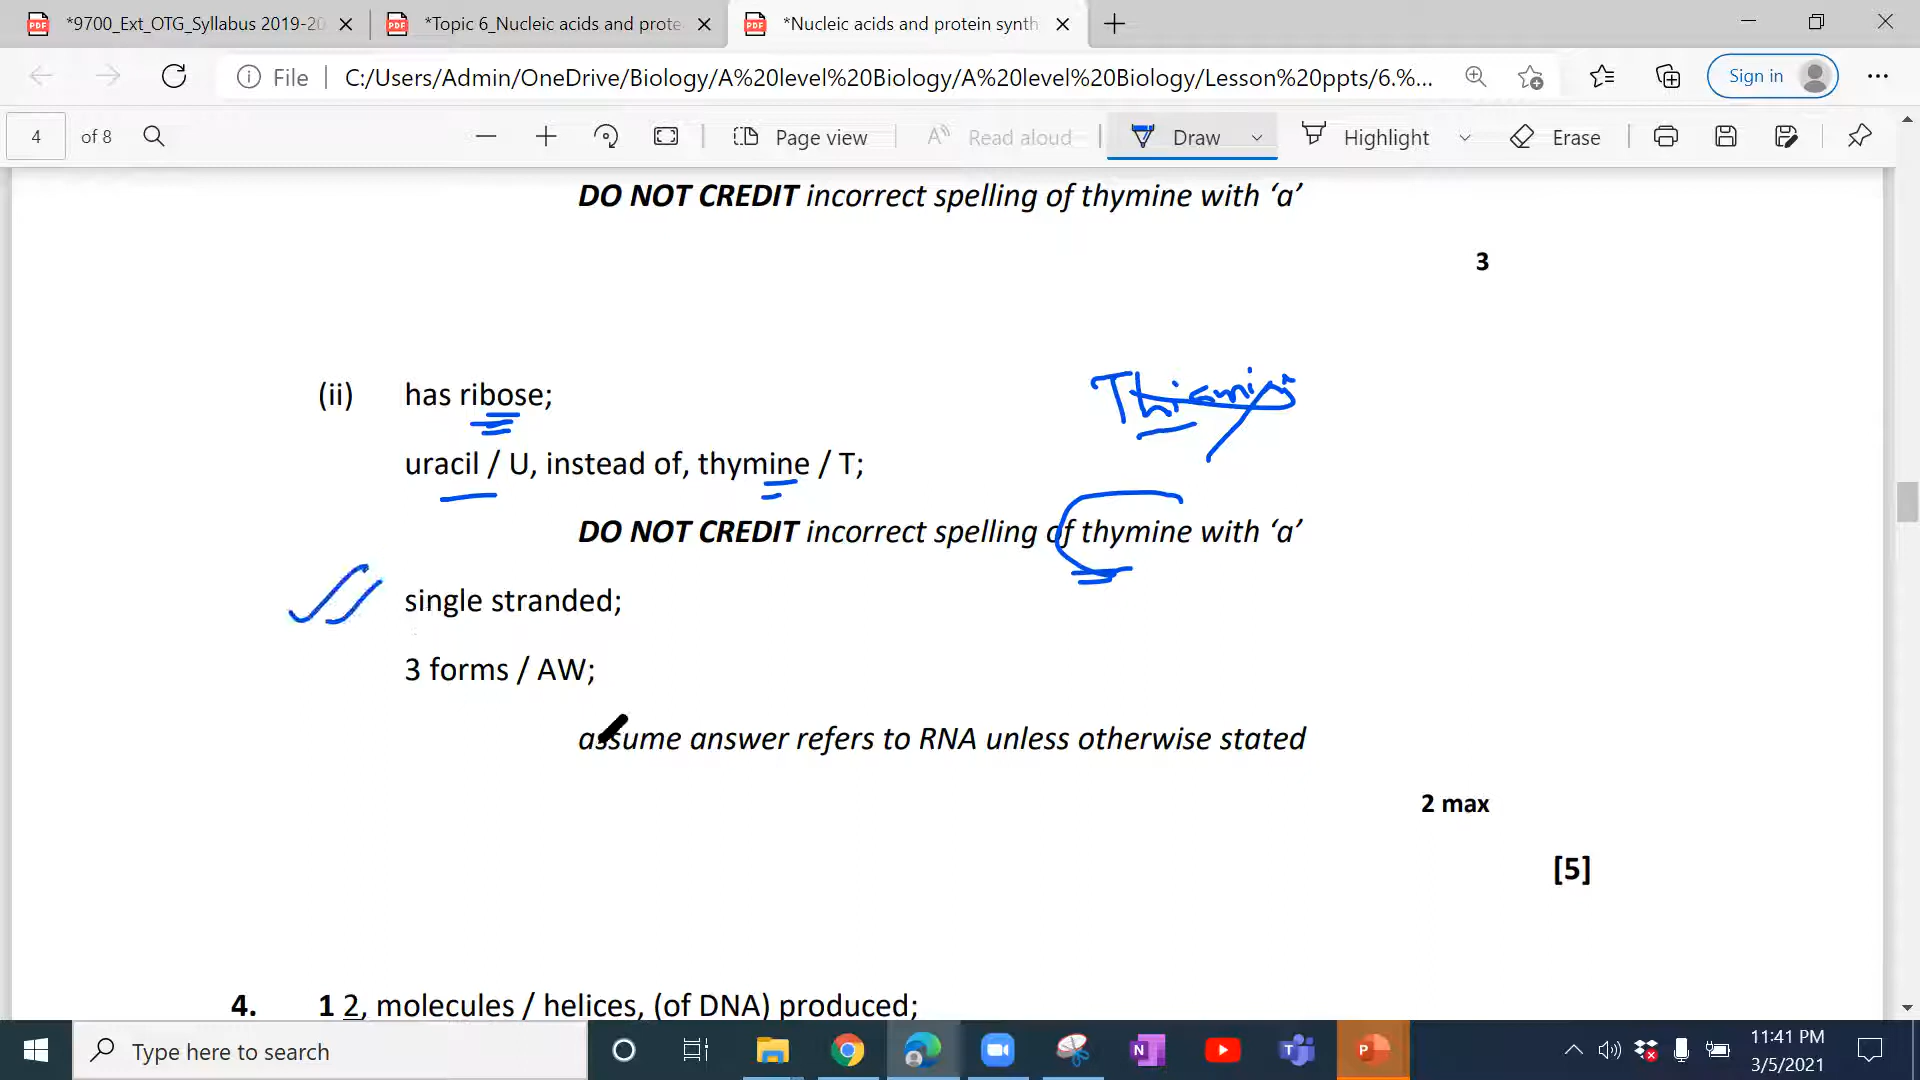 *9700_Ext_OTG_Syllabus 2019-20
*Topic 6_Nucleic acids and prote
*Nucleic acids and protein synth
File
C:/Users/Admin/OneDrive/Biology/A%20level%20Biology/A%20level%20Biology/Lesson%20ppts/6.%...
Sign in
4 of 8
Page view
Read aloud
Draw
Highlight
Erase
DO NOT CREDIT incorrect spelling of thymine with ‘a’
3
(ii) has ribose;
uracil / U, instead of, thymine / T;
DO NOT CREDIT incorrect spelling of thymine with ‘a’
single stranded;
3 forms / AW;
assume answer refers to RNA unless otherwise stated
2 max
[5]
4. 1 2, molecules / helices, (of DNA) produced;
Type here to search
11:41 PM
3/5/2021